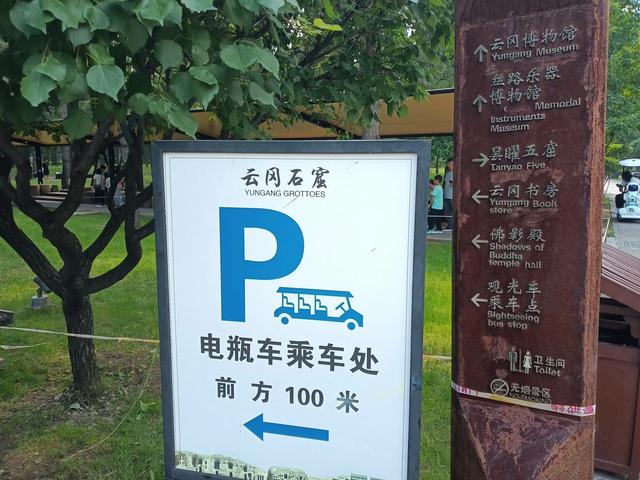 云冈石窟
YUNGANG GROTTOES
P
电瓶车乘车处
前方100米
云冈博物馆
Yungang Museum
丝路乐器
博物馆 Memorial
Instruments
Museum
昙曜五窟
Tanyao Five
云冈书房
Yungang Book
store
佛影殿
Shadows of
Buddha
temple hall
观光车
乘车点
Sightseeing
bus stop
卫生间
Toilet
无烟景区
NO SMOKING